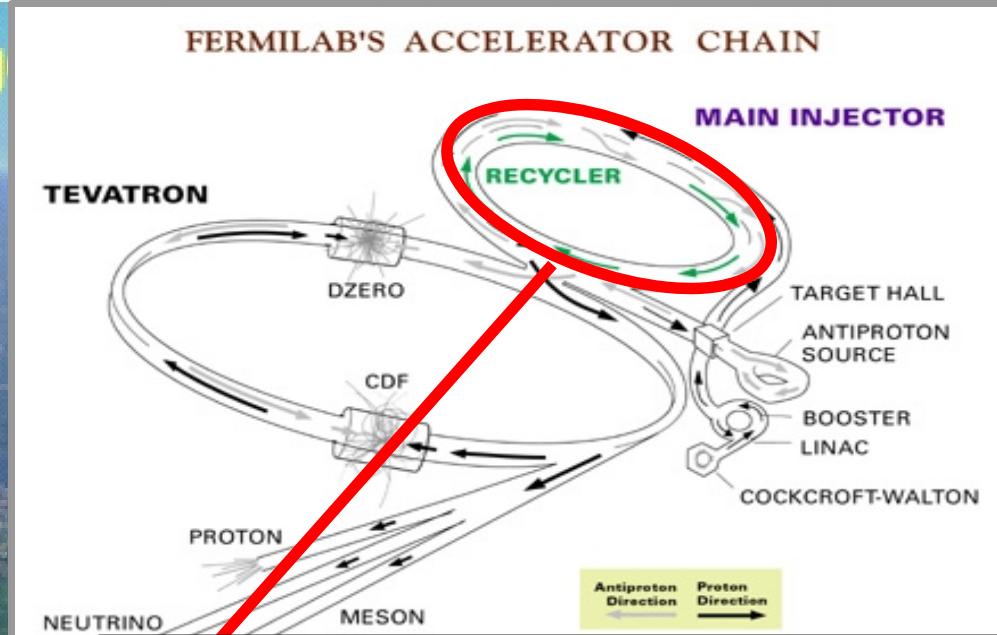 FERMILAB'S ACCELERATOR CHAIN
MAIN INJECTOR
RECYCLER
TEVATRON
DZERO
TARGET HALL
ANTIPROTON
SOURCE
CDF
BOOSTER
LINAC
COCKCROFT-WALTON
PROTON
NEUTRINO
MESON
Antiproton Proton
Direction Direction